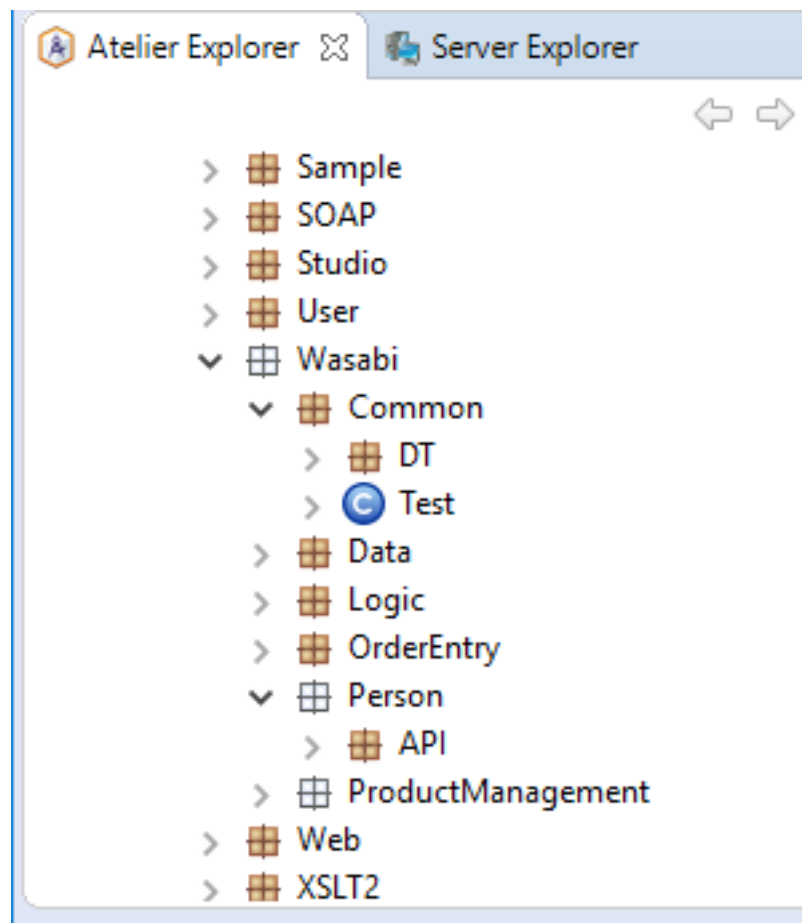 Atelier Explorer Server Explorer
Sample
SOAP
Studio
User
Wasabi
Common
DT
C Test
Data
Logic
OrderEntry
Person
API
ProductManagement
Web
XSLT2